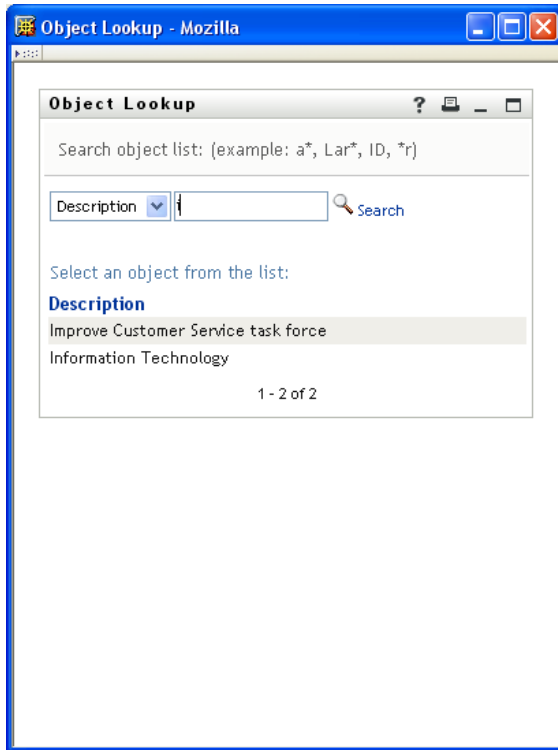 Object Lookup - Mozilla
Object Lookup ?
Search object list: (example: a*, Lar*, ID, *r)
Description i Search
Select an object from the list:
Description
Improve Customer Service task force
Information Technology
1 - 2 of 2